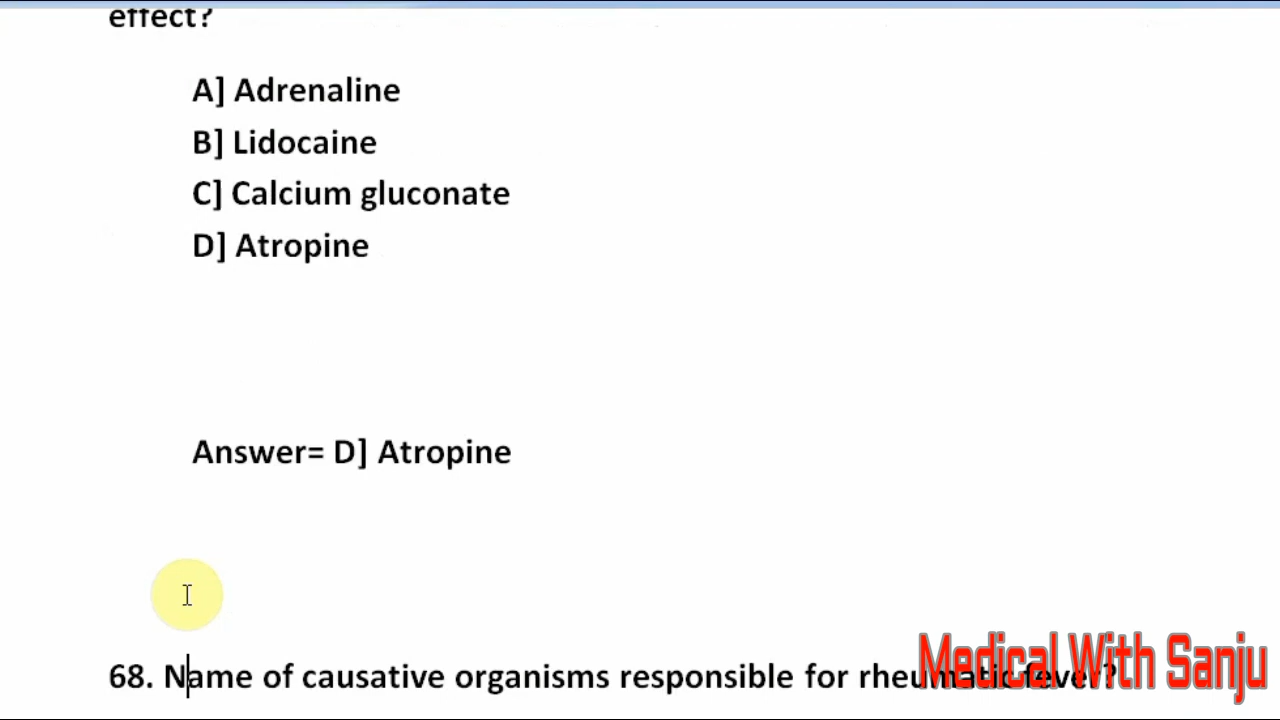 effect?
A] Adrenaline
B] Lidocaine
C] Calcium gluconate
D] Atropine
Answer= D] Atropine
68. Name of causative organisms responsible for rheumatic fever?
Medical With Sanju